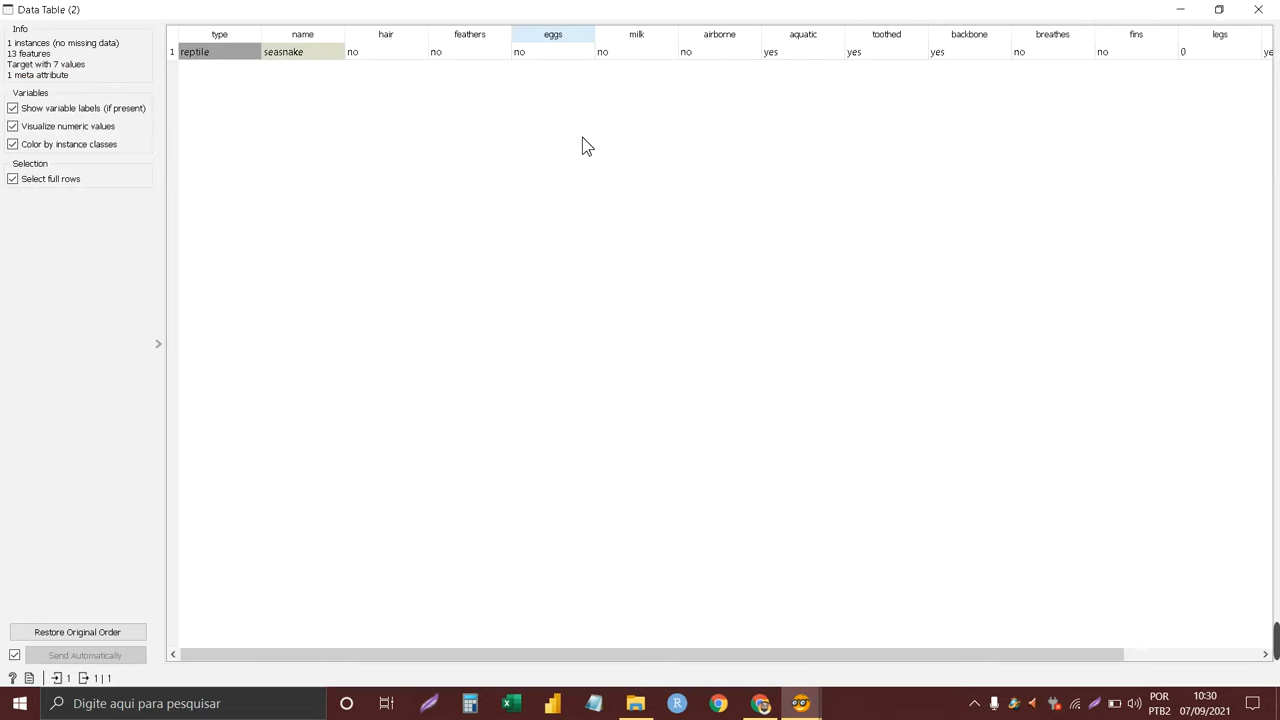 Data Table (2)
Info
1 instances (no missing data)
13 features
Target with 7 values
1 meta attribute
Variables
Show variable labels (if present)
Visualize numeric values
Color by instance classes
Selection
Select full rows
type name hair feathers eggs milk airborne aquatic toothed backbone breathes fins legs
1 reptile seasnake no no no no no yes yes yes no no 0 ye
Restore Original Order
Send Automatically
? 1 1 | 1
Digite aqui para pesquisar
POR
PTB2
10:30
07/09/2021